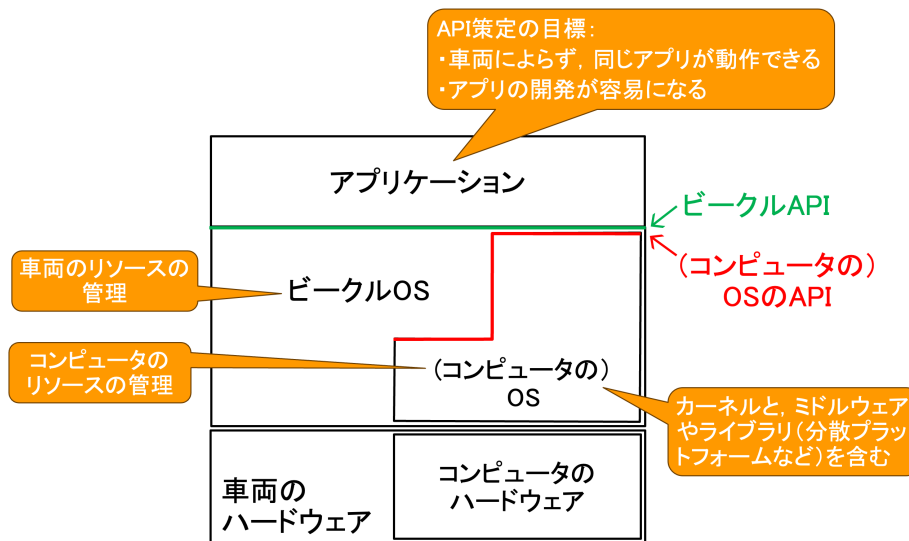 API策定の目標：
・車両によらず，同じアプリが動作できる
・アプリの開発が容易になる
アプリケーション
ビークルAPI
（コンピュータの）
OSのAPI
車両のリソースの
管理
ビークルOS
コンピュータの
リソースの管理
（コンピュータの）
OS
カーネルと，ミドルウェア
やライブラリ（分散プラッ
トフォームなど）を含む
車両の
ハードウェア
コンピュータの
ハードウェア